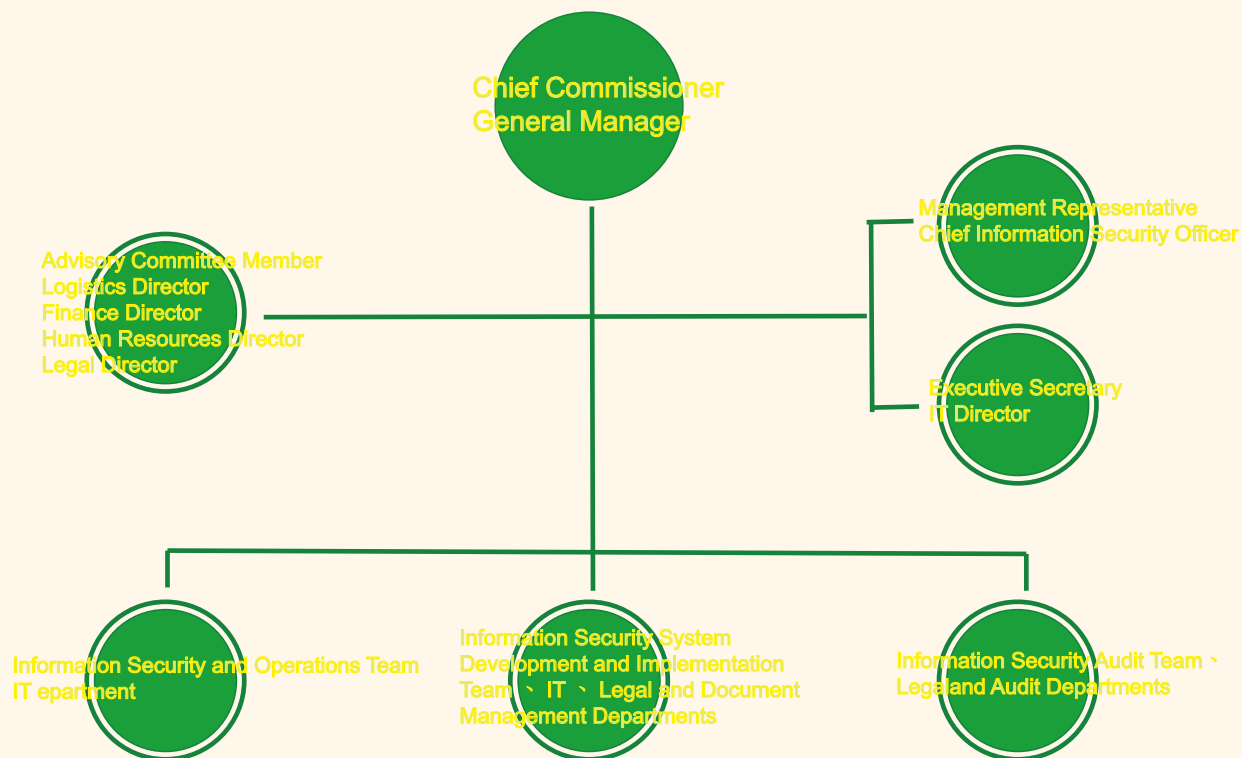 Chief Commissioner
General Manager
Management Representative
Chief Information Security Officer
Advisory Committee Member
Logistics Director
Finance Director
Human Resources Director
Legal Director
Executive Secretary
IT Director
Information Security and Operations Team
IT epartment
Information Security System
Development and Implementation
Team 、 IT 、 Legal and Document
Management Departments
Information Security Audit Team、
Legaland Audit Departments